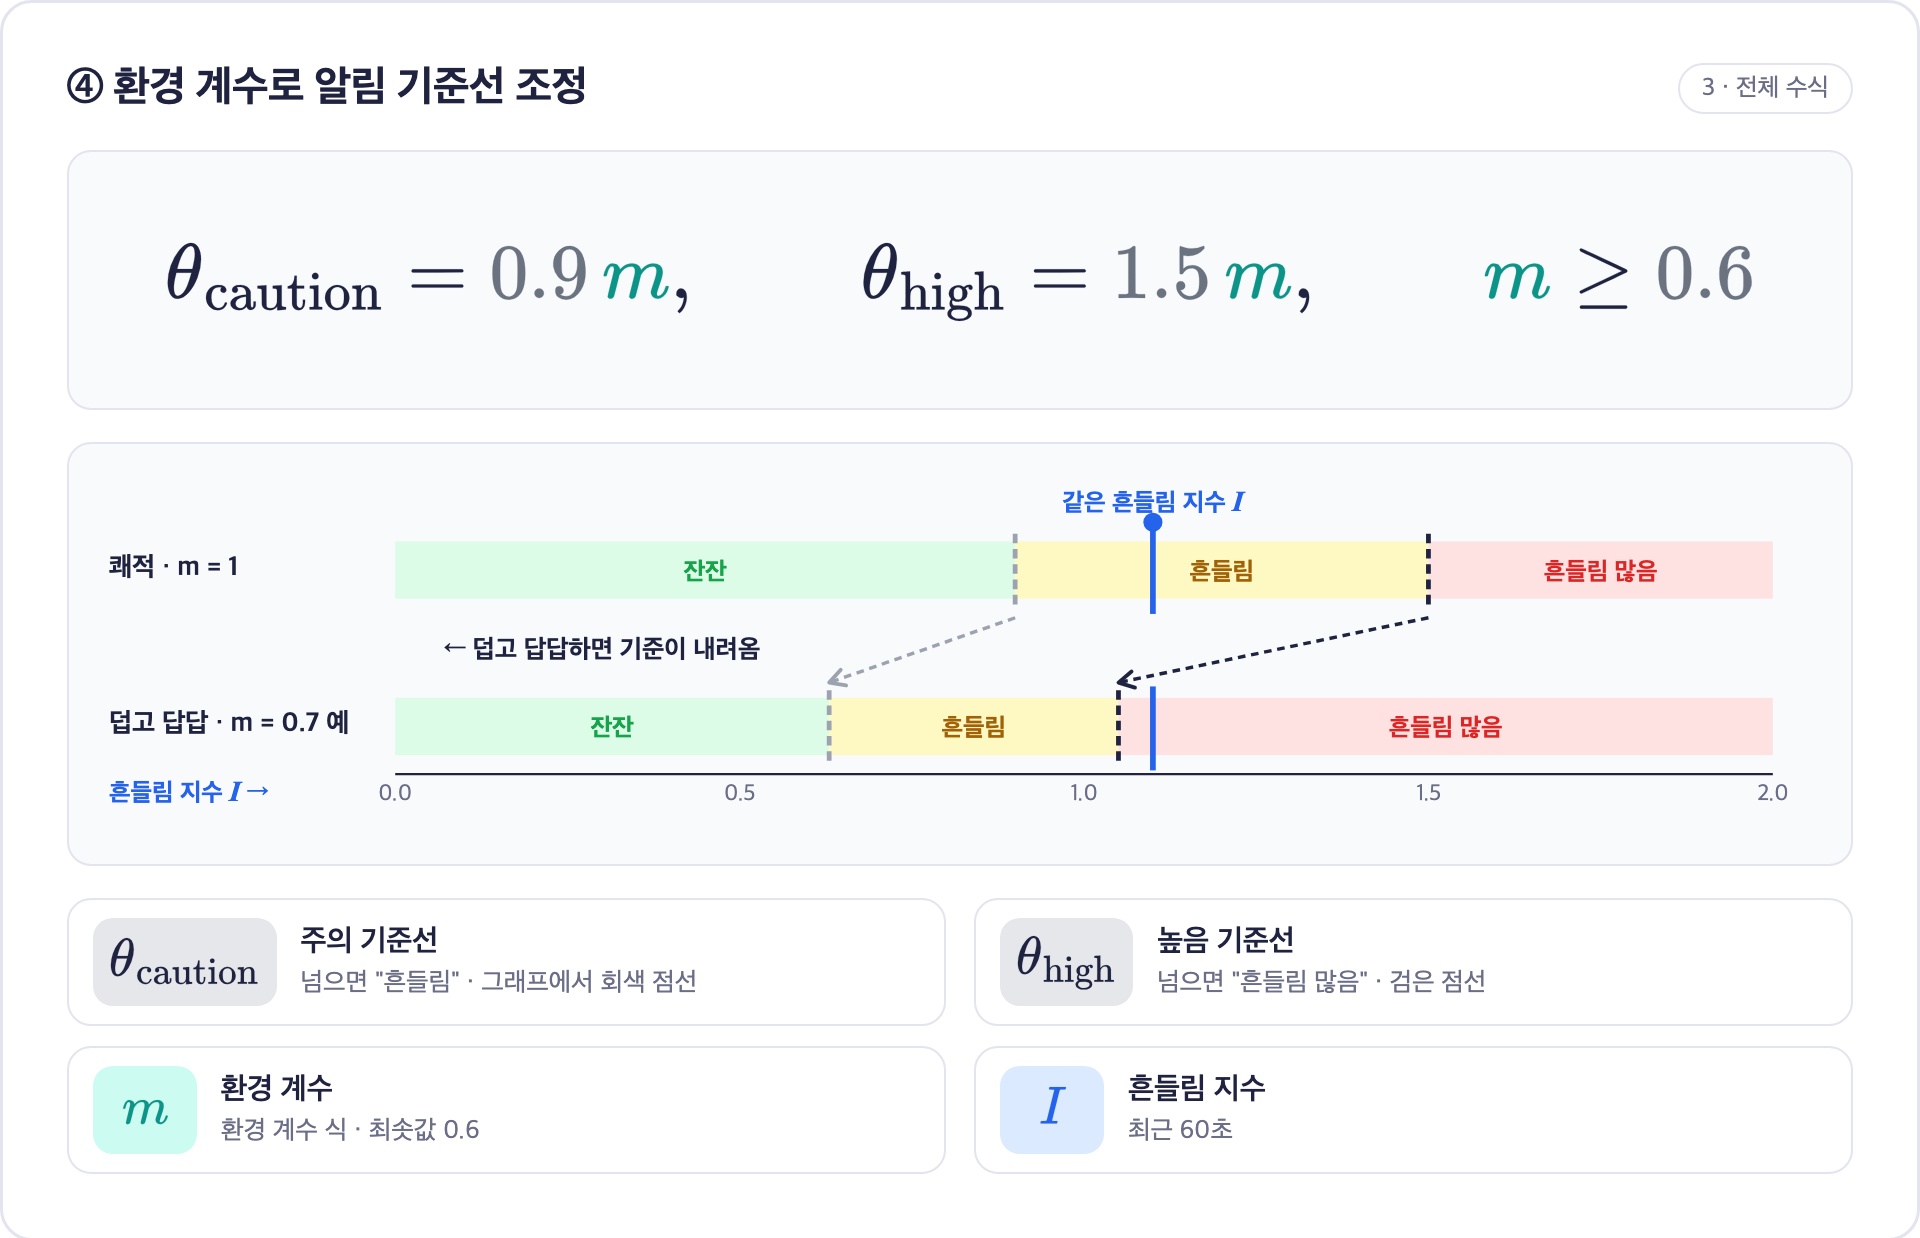 ④ 환경 계수로 알림 기준선 조정
3 · 전체 수식
θcaution = 0.9 m, θhigh = 1.5 m, m ≥ 0.6
같은 흔들림 지수 I
쾌적 · m = 1
잔잔 흔들림 흔들림 많음
← 덥고 답답하면 기준이 내려옴
덥고 답답 · m = 0.7 예
잔잔 흔들림 흔들림 많음
흔들림 지수 I →
0.0 0.5 1.0 1.5 2.0
θcaution
주의 기준선
넘으면 "흔들림" · 그래프에서 회색 점선
θhigh
높음 기준선
넘으면 "흔들림 많음" · 검은 점선
m
환경 계수
환경 계수 식 · 최솟값 0.6
I
흔들림 지수
최근 60초